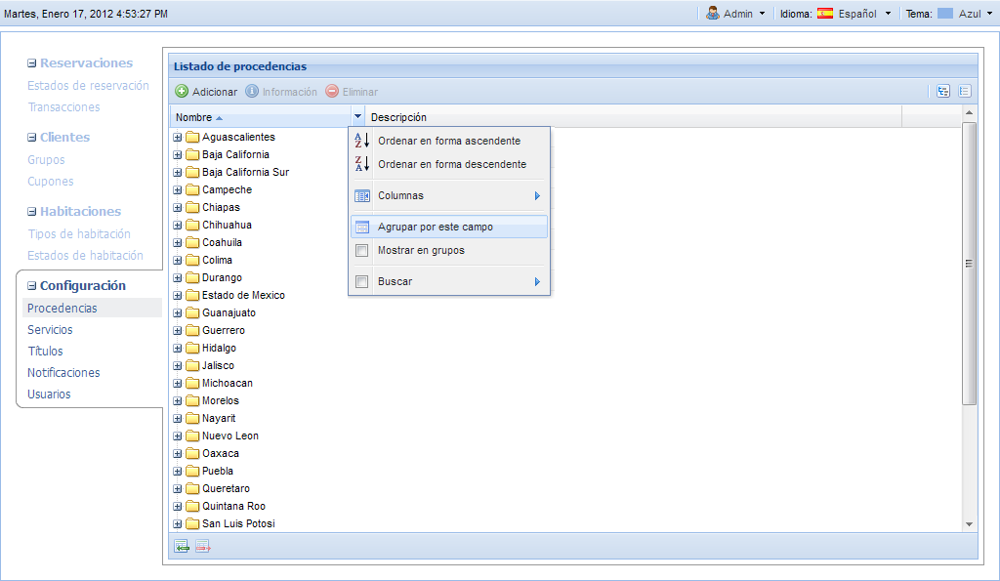 Martes, Enero 17, 2012 4:53:27 PM
Admin
Idioma: Español
Tema: Azul
Reservaciones
Estados de reservación
Transacciones
Clientes
Grupos
Cupones
Habitaciones
Tipos de habitación
Estados de habitación
Configuración
Procedencias
Servicios
Títulos
Notificaciones
Usuarios
Listado de procedencias
Adicionar Información Eliminar
Nombre Descripción
Aguascalientes
Baja California
Baja California Sur
Campeche
Chiapas
Chihuahua
Coahuila
Colima
Durango
Estado de Mexico
Guanajuato
Guerrero
Hidalgo
Jalisco
Michoacan
Morelos
Nayarit
Nuevo Leon
Oaxaca
Puebla
Queretaro
Quintana Roo
San Luis Potosi
Ordenar en forma ascendente
Ordenar en forma descendente
Columnas
Agrupar por este campo
Mostrar en grupos
Buscar